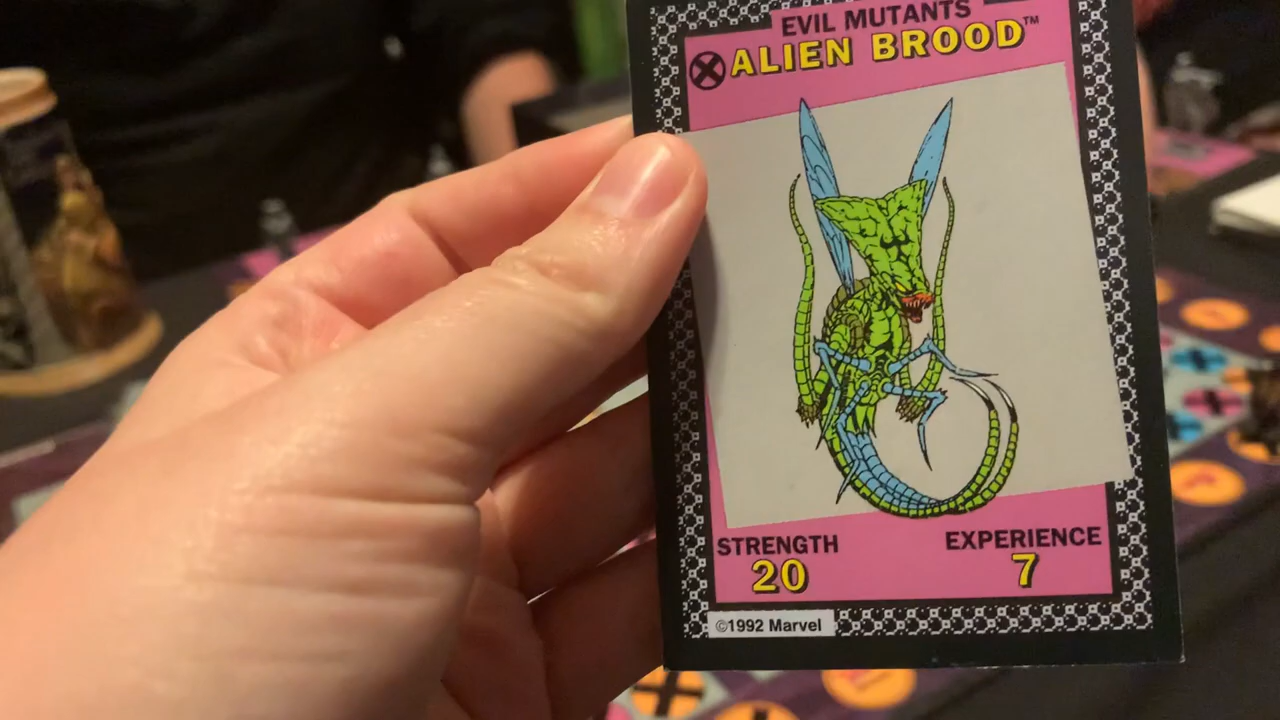 EVIL MUTANTS
ALIEN BROOD™
STRENGTH
20
EXPERIENCE
7
©1992 Marvel